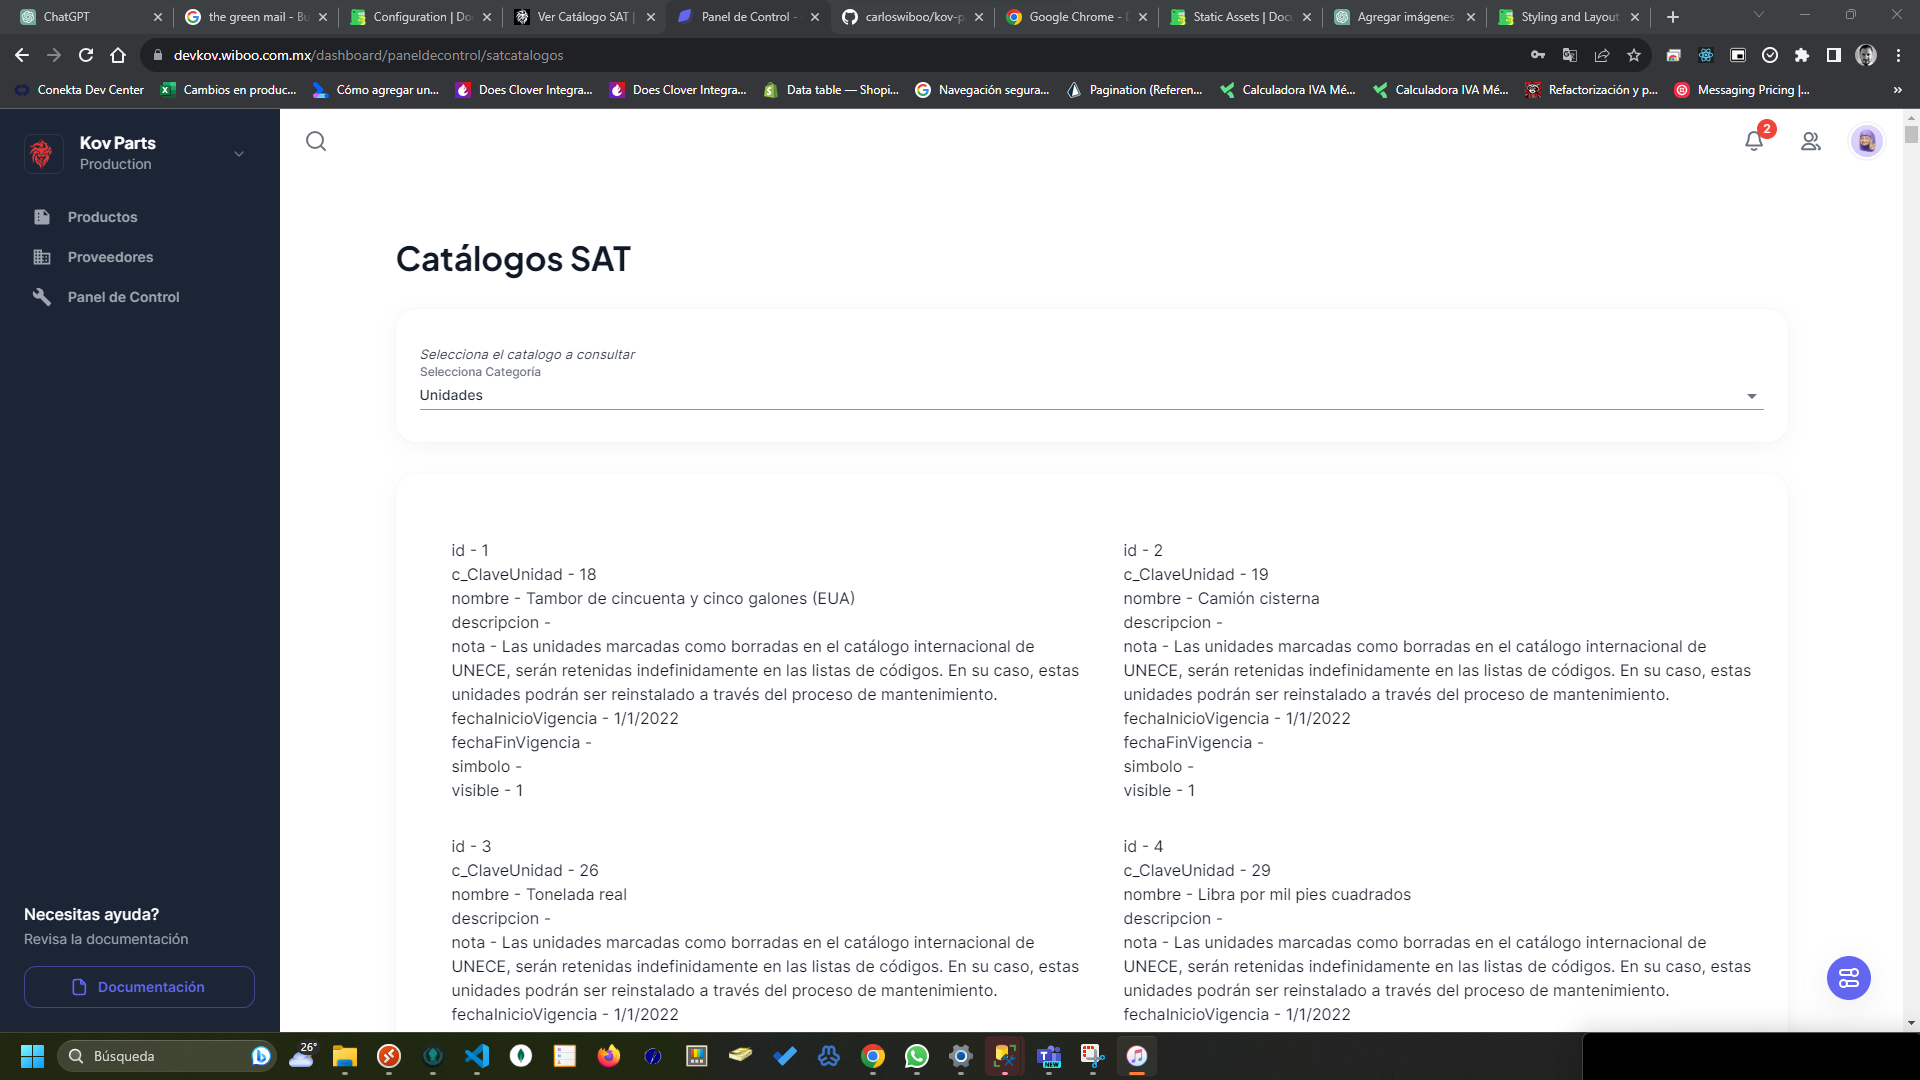 ChatGPT
the green mail - Bu
Configuration | Do
Ver Catálogo SAT |
Panel de Control -
carloswiboo/kov-p
Google Chrome - D
Static Assets | Docu
Agregar imágenes
Styling and Layout
devkov.wiboo.com.mx/dashboard/paneldecontrol/satcatalogos
Conekta Dev Center
Cambios en produc...
Cómo agregar un...
Does Clover Integra...
Does Clover Integra...
Data table — Shopi...
Navegación segura...
Pagination (Referen...
Calculadora IVA Mé...
Calculadora IVA Mé...
Refactorización y p...
Messaging Pricing |...
»
Kov Parts
Production
Productos
Proveedores
Panel de Control
2
Catálogos SAT
Selecciona el catalogo a consultar
Selecciona Categoría
Unidades
id - 1
c_ClaveUnidad - 18
nombre - Tambor de cincuenta y cinco galones (EUA)
descripcion -
nota - Las unidades marcadas como borradas en el catálogo internacional de
UNECE, serán retenidas indefinidamente en las listas de códigos. En su caso, estas
unidades podrán ser reinstalado a través del proceso de mantenimiento.
fechaInicioVigencia - 1/1/2022
fechaFinVigencia -
simbolo -
visible - 1
id - 2
c_ClaveUnidad - 19
nombre - Camión cisterna
descripcion -
nota - Las unidades marcadas como borradas en el catálogo internacional de
UNECE, serán retenidas indefinidamente en las listas de códigos. En su caso, estas
unidades podrán ser reinstalado a través del proceso de mantenimiento.
fechaInicioVigencia - 1/1/2022
fechaFinVigencia -
simbolo -
visible - 1
id - 3
c_ClaveUnidad - 26
nombre - Tonelada real
descripcion -
nota - Las unidades marcadas como borradas en el catálogo internacional de
UNECE, serán retenidas indefinidamente en las listas de códigos. En su caso, estas
unidades podrán ser reinstalado a través del proceso de mantenimiento.
fechaInicioVigencia - 1/1/2022
id - 4
c_ClaveUnidad - 29
nombre - Libra por mil pies cuadrados
descripcion -
nota - Las unidades marcadas como borradas en el catálogo internacional de
UNECE, serán retenidas indefinidamente en las listas de códigos. En su caso, estas
unidades podrán ser reinstalado a través del proceso de mantenimiento.
fechaInicioVigencia - 1/1/2022
Necesitas ayuda?
Revisa la documentación
Documentación
Búsqueda
26°
NEW